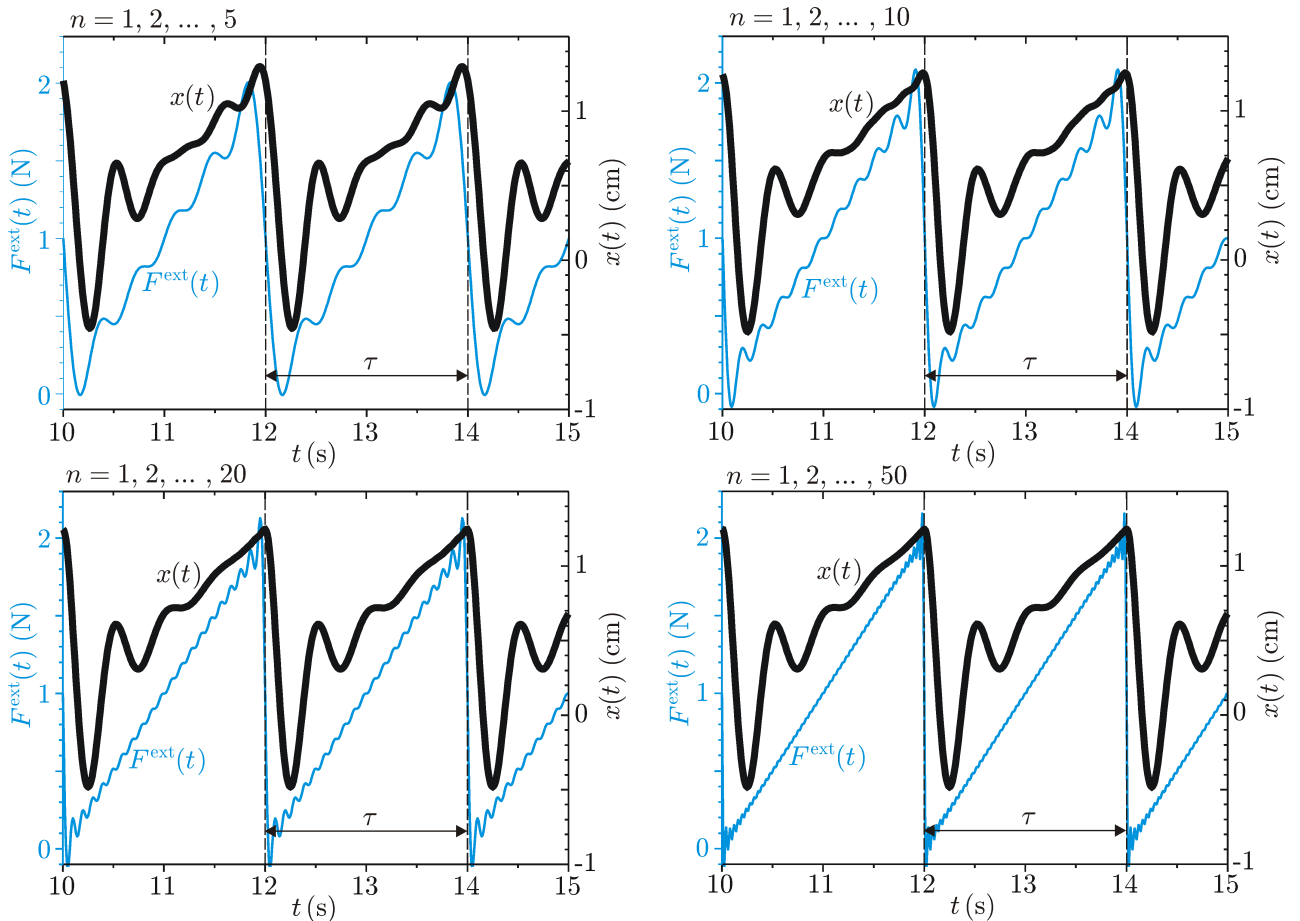 n = 1, 2, ... , 5
F^ext(t) (N)
2
1
0
x(t)
F^ext(t)
τ
1
0
-1
x(t) (cm)
10 11 12 13 14 15
t (s)
n = 1, 2, ... , 10
F^ext(t) (N)
2
1
0
x(t)
F^ext(t)
τ
1
0
-1
x(t) (cm)
10 11 12 13 14 15
t (s)
n = 1, 2, ... , 20
F^ext(t) (N)
2
1
0
x(t)
F^ext(t)
τ
1
0
-1
x(t) (cm)
10 11 12 13 14 15
t (s)
n = 1, 2, ... , 50
F^ext(t) (N)
2
1
0
x(t)
F^ext(t)
τ
1
0
-1
x(t) (cm)
10 11 12 13 14 15
t (s)